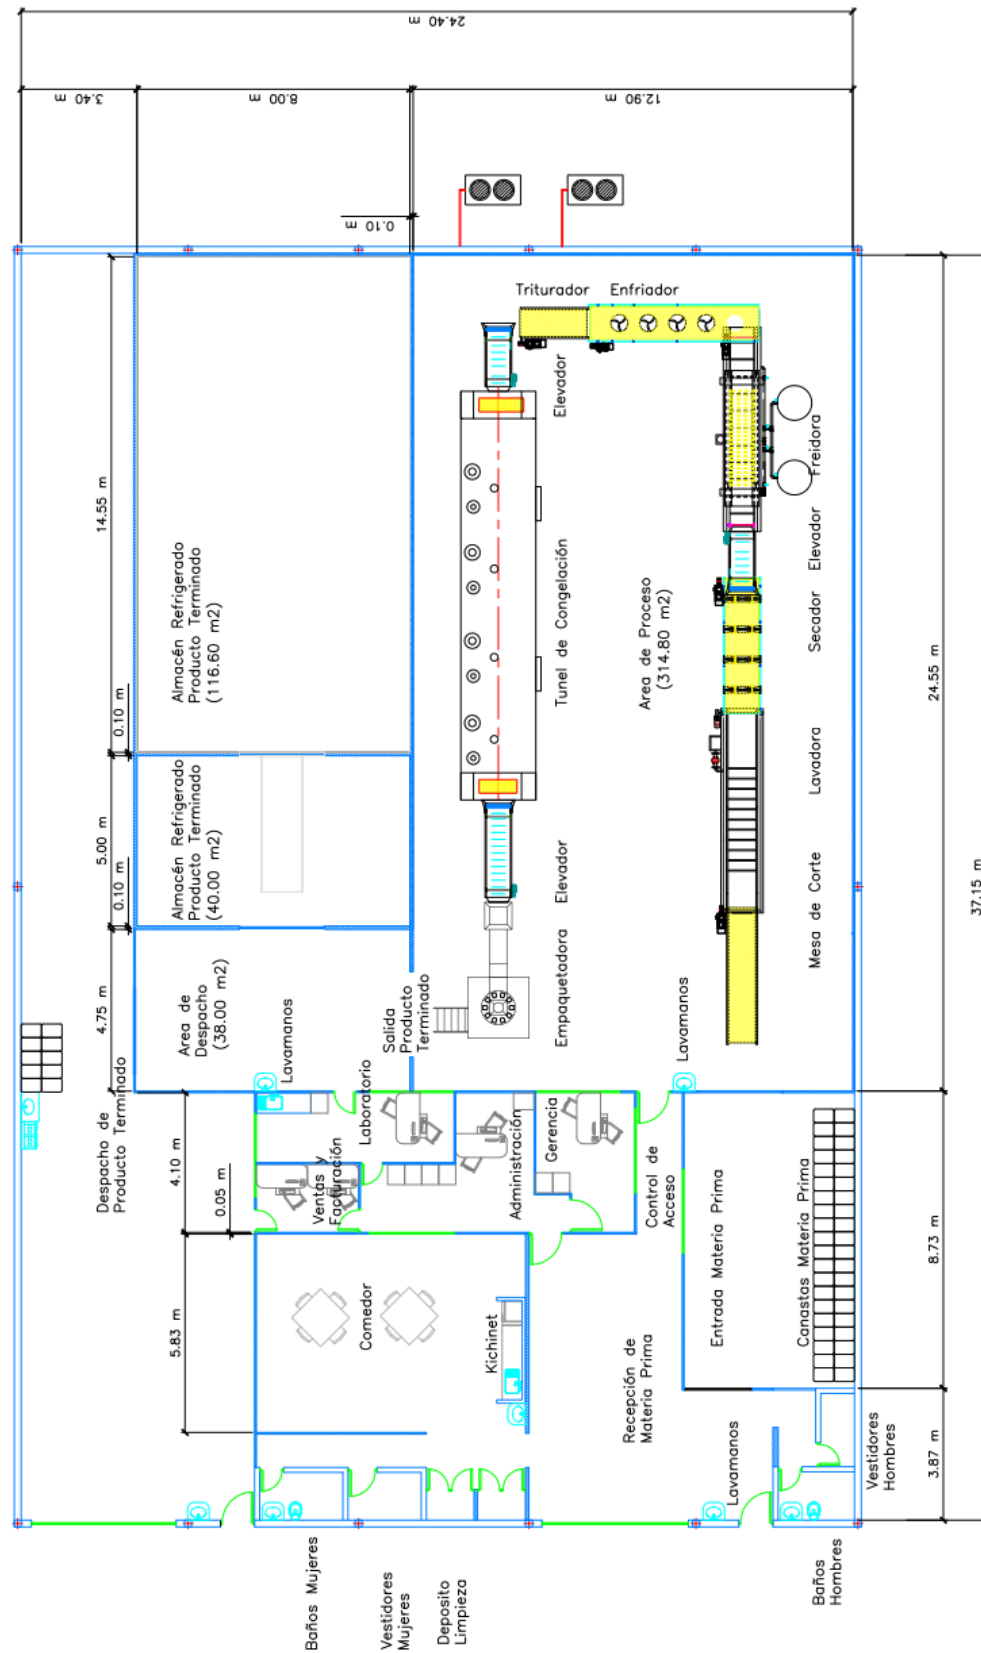 24.40 m
3.40 m
8.00 m
12.90 m
0.10 m
Triturador
Enfriador
Elevador
Freidora
14.55 m
Almacén Refrigerado
Producto Terminado
(116.60 m2)
Tunel de Congelación
Area de Proceso
(314.80 m2)
Elevador
Secador
24.55 m
0.10 m
Lavadora
5.00 m
Almacén Refrigerado
Producto Terminado
(40.00 m2)
0.10 m
Elevador
Mesa de Corte
37.15 m
Empaquetadora
4.75 m
Area de
Despacho
(38.00 m2)
Lavamanos
Salida
Producto
Terminado
Lavamanos
Despacho de
Producto Terminado
4.10 m
0.05 m
Laboratorio
Ventas y
Facturación
Administración
Gerencia
Control de
Acceso
Entrada Materia Prima
Canastas Materia Prima
8.73 m
5.83 m
Comedor
Kichinet
Recepción de
Materia Prima
Lavamanos
Vestidores
Hombres
3.87 m
Baños Mujeres
Vestidores
Mujeres
Deposito
Limpieza
Baños
Hombres